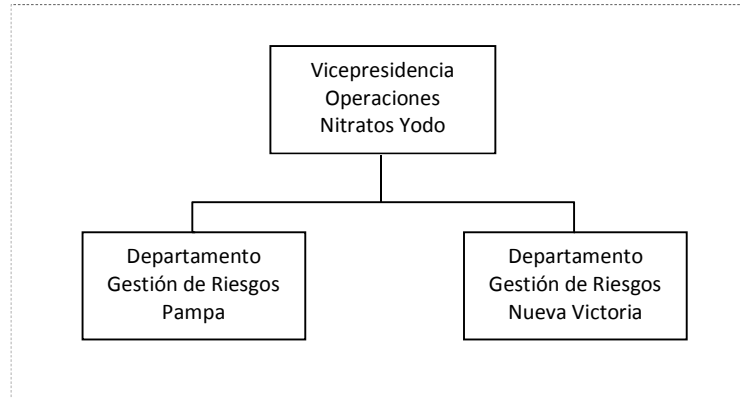 Vicepresidencia
Operaciones
Nitratos Yodo
Departamento
Gestión de Riesgos
Pampa
Departamento
Gestión de Riesgos
Nueva Victoria